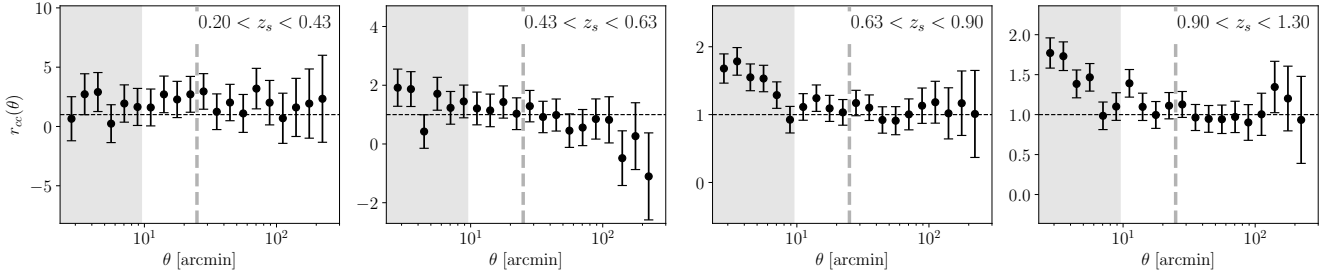 0.20 < z_s < 0.43
0.43 < z_s < 0.63
0.63 < z_s < 0.90
0.90 < z_s < 1.30
r_cc(θ)
10
5
0
−5
4
2
0
−2
2
1
0
2.0
1.5
1.0
0.5
0.0
10^1
10^2
10^1
10^2
10^1
10^2
10^1
10^2
θ [arcmin]
θ [arcmin]
θ [arcmin]
θ [arcmin]